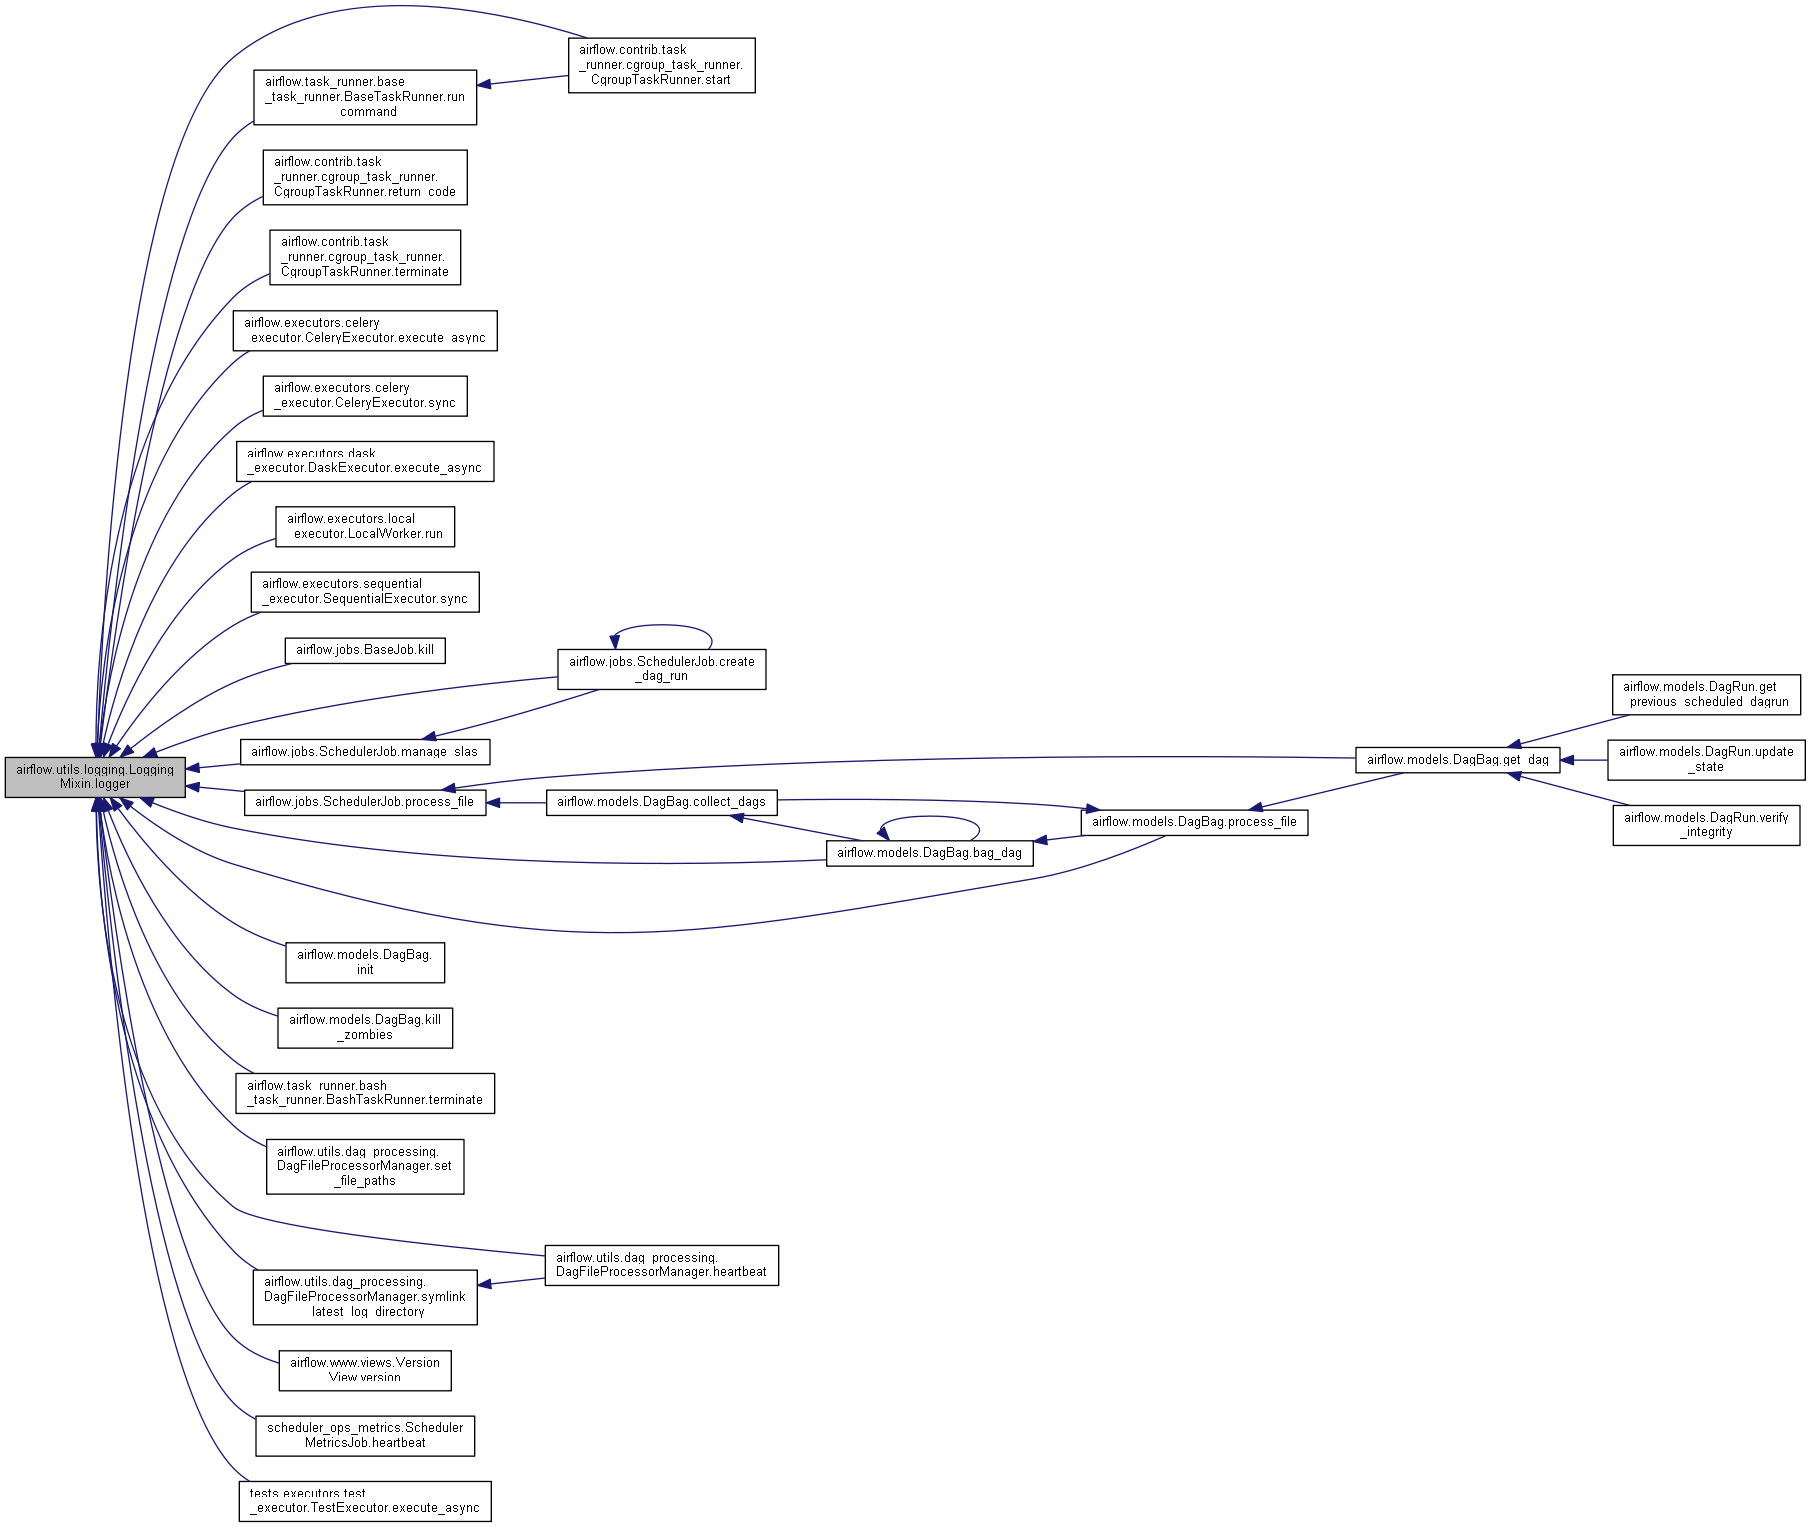 airflow.contrib.task
_runner.cgroup_task_runner.
CgroupTaskRunner.start
airflow.task_runner.base
_task_runner.BaseTaskRunner.run
command
airflow.contrib.task
_runner.cgroup_task_runner.
CgroupTaskRunner.return_code
airflow.contrib.task
_runner.cgroup_task_runner.
CgroupTaskRunner.terminate
airflow.executors.celery
_executor.CeleryExecutor.execute_async
airflow.executors.celery
_executor.CeleryExecutor.sync
airflow.executors.dask
_executor.DaskExecutor.execute_async
airflow.executors.local
_executor.LocalWorker.run
airflow.executors.sequential
_executor.SequentialExecutor.sync
airflow.jobs.BaseJob.kill
airflow.jobs.SchedulerJob.create
_dag_run
airflow.jobs.SchedulerJob.manage_slas
airflow.utils.logging.Logging
Mixin.logger
airflow.jobs.SchedulerJob.process_file
airflow.models.DagBag.collect_dags
airflow.models.DagBag.bag_dag
airflow.models.DagBag.process_file
airflow.models.DagBag.get_dag
airflow.models.DagRun.get
_previous_scheduled_dagrun
airflow.models.DagRun.update
_state
airflow.models.DagRun.verify
_integrity
airflow.models.DagBag.
init
airflow.models.DagBag.kill
_zombies
airflow.task_runner.bash
_task_runner.BashTaskRunner.terminate
airflow.utils.dag_processing.
DagFileProcessorManager.set
_file_paths
airflow.utils.dag_processing.
DagFileProcessorManager.heartbeat
airflow.utils.dag_processing.
DagFileProcessorManager.symlink
latest_log_directory
airflow.www.views.Version
View.version
scheduler_ops_metrics.Scheduler
MetricsJob.heartbeat
tests.executors.test
_executor.TestExecutor.execute_async